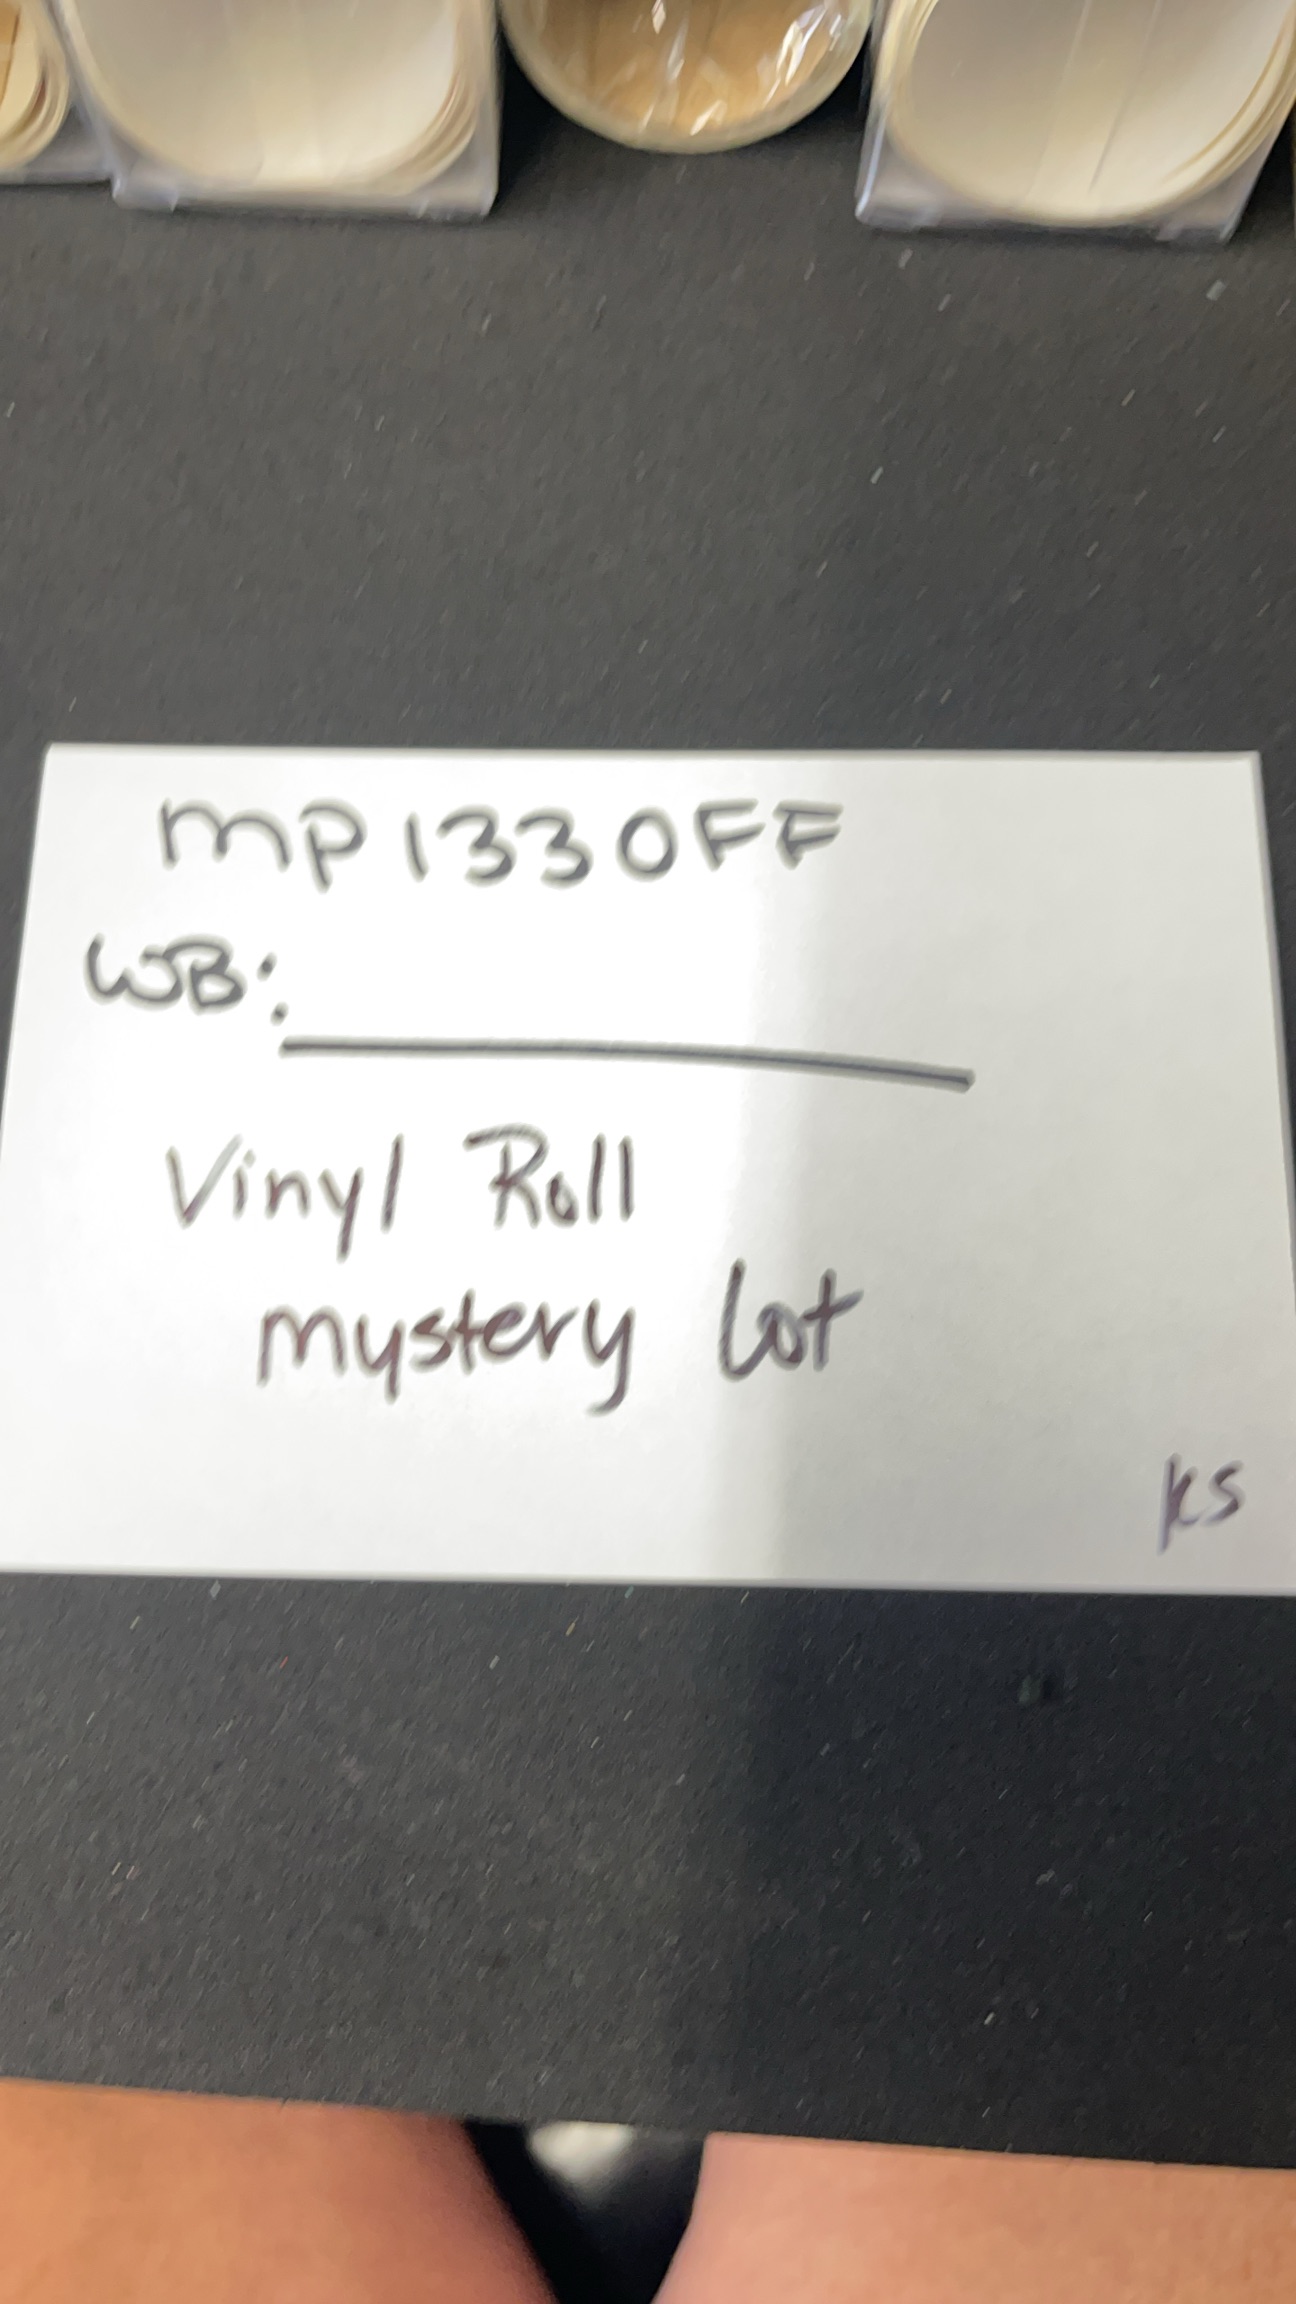 MP1330FF
WB:
Vinyl Roll
mystery lot
KS